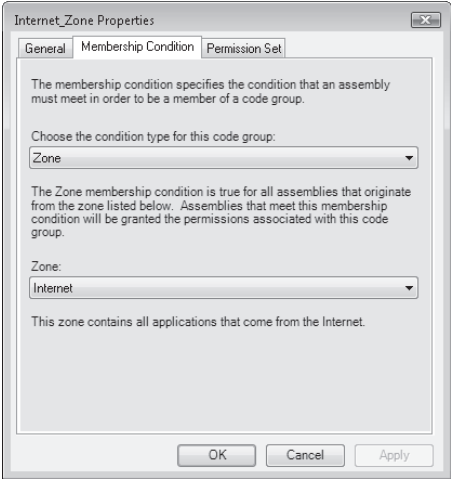 Internet_Zone Properties
General
Membership Condition
Permission Set
The membership condition specifies the condition that an assembly
must meet in order to be a member of a code group.
Choose the condition type for this code group:
Zone
The Zone membership condition is true for all assemblies that originate
from the zone listed below. Assemblies that meet this membership
condition will be granted the permissions associated with this code
group.
Zone:
Internet
This zone contains all applications that come from the Internet.
OK
Cancel
Apply